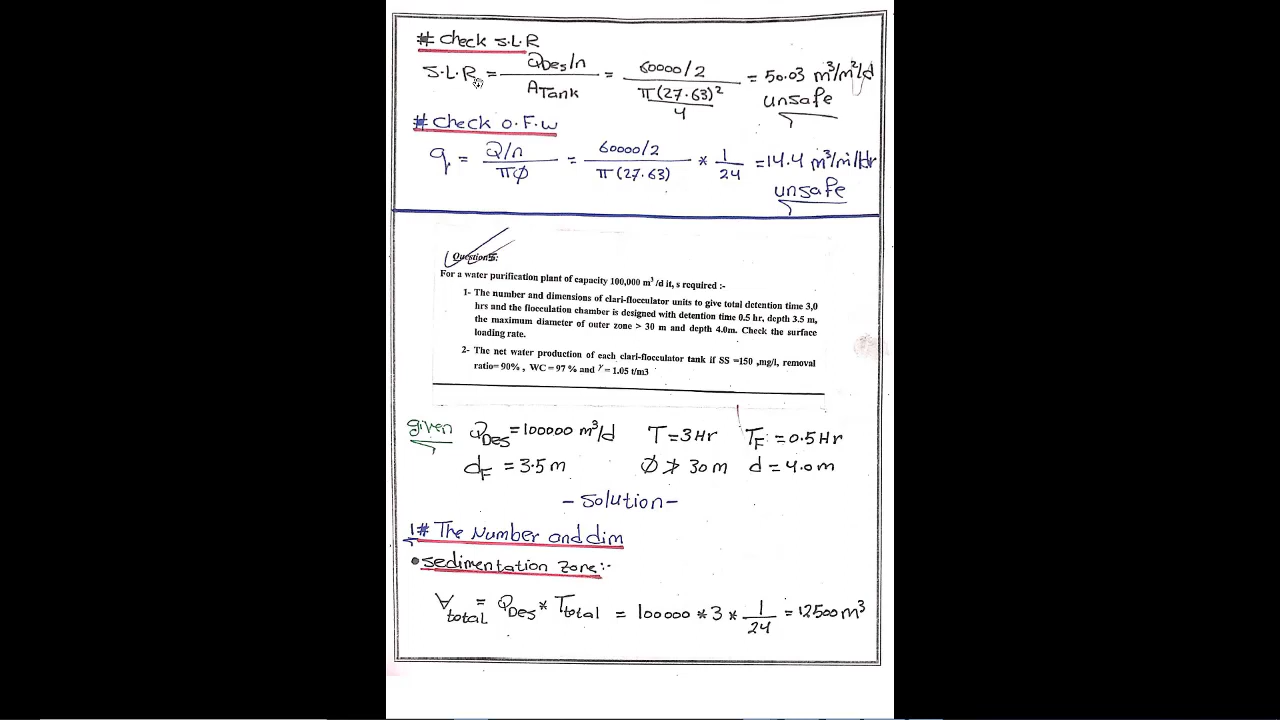 # check S.L.R
S.L.R = QDes/n / ATank = 60000/2 / π(27.63)²/4 = 50.03 m³/m²/d
unsafe
# check O.F.W
q = Q/n / πϕ = 60000/2 / π(27.63) * 1/24 = 14.4 m³/m/Hr
unsafe
Question5:
For a water purification plant of capacity 100,000 m³/d it,s required :-
1- The number and dimensions of clari-flocculator units to give total detention time 3,0
hrs and the flocculation chamber is designed with detention time 0.5 hr, depth 3.5 m,
the maximum diameter of outer zone > 30 m and depth 4.0m. Check the surface
loading rate.
2- The net water production of each clari-flocculator tank if SS =150 ,mg/l, removal
ratio= 90% , WC = 97 % and γ = 1.05 t/m3
given QDes = 100000 m³/d T = 3 Hr TF = 0.5 Hr
dF = 3.5 m ϕ ≯ 30 m d = 4.0 m
- Solution -
1# The Number and dim
• sedimentation Zone:-
∀total = QDes * Ttotal = 100000 * 3 * 1/24 = 12500 m³